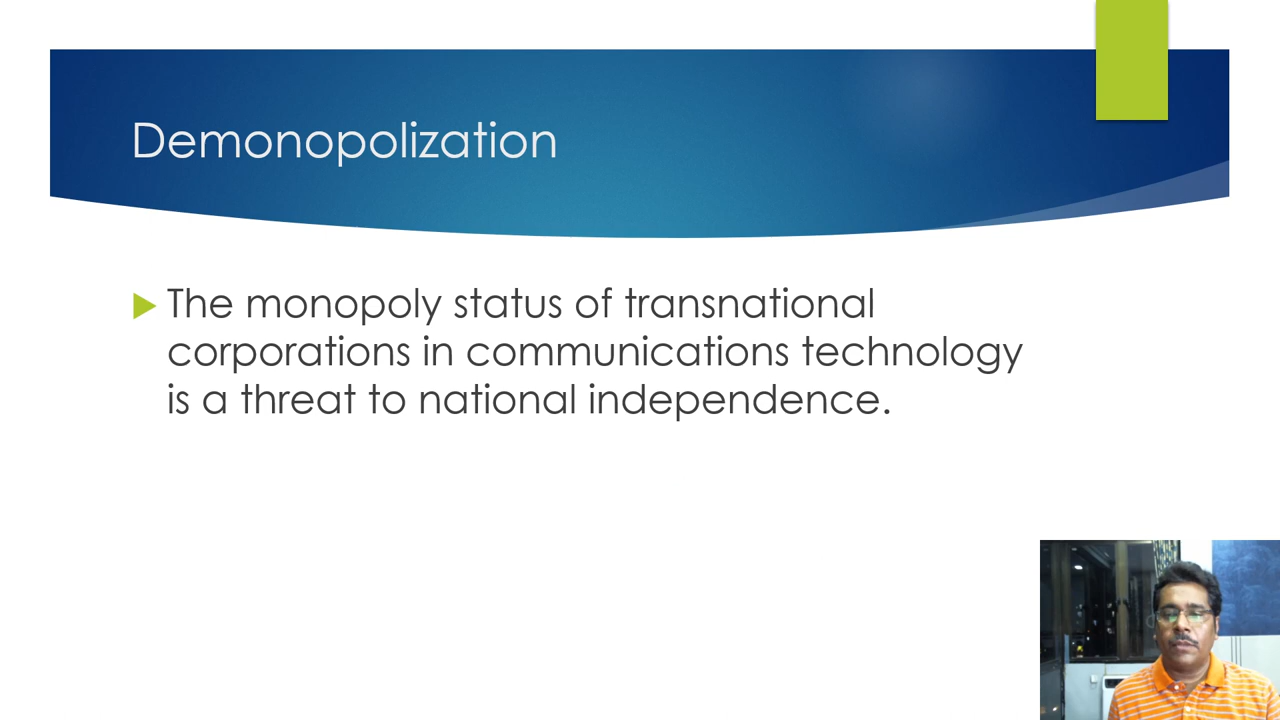 Demonopolization
The monopoly status of transnational
corporations in communications technology
is a threat to national independence.